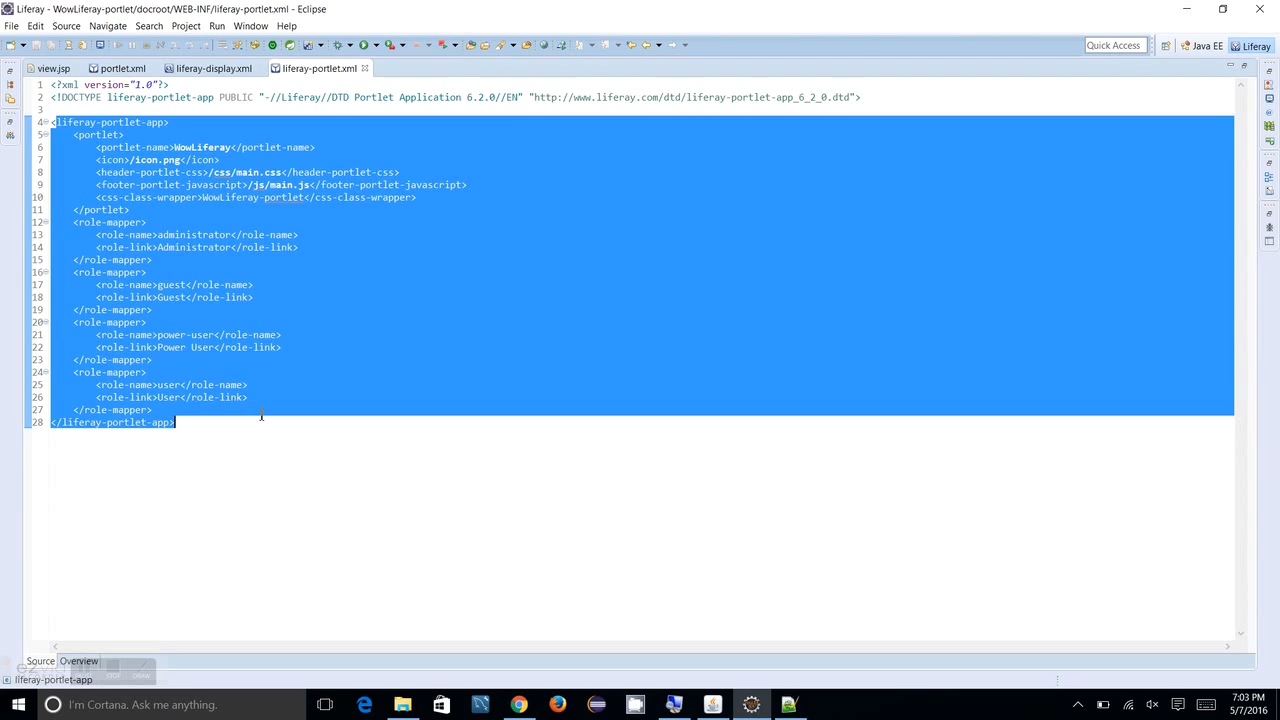 Liferay - WowLiferay-portlet/docroot/WEB-INF/liferay-portlet.xml - Eclipse
File Edit Source Navigate Search Project Run Window Help
Quick Access Java EE Liferay
view.jsp portlet.xml liferay-display.xml liferay-portlet.xml
1 <?xml version="1.0"?>
2 <!DOCTYPE liferay-portlet-app PUBLIC "-//Liferay//DTD Portlet Application 6.2.0//EN" "http://www.liferay.com/dtd/liferay-portlet-app_6_2_0.dtd">
3
4 <liferay-portlet-app>
5 <portlet>
6 <portlet-name>WowLiferay</portlet-name>
7 <icon>/icon.png</icon>
8 <header-portlet-css>/css/main.css</header-portlet-css>
9 <footer-portlet-javascript>/js/main.js</footer-portlet-javascript>
10 <css-class-wrapper>WowLiferay-portlet</css-class-wrapper>
11 </portlet>
12 <role-mapper>
13 <role-name>administrator</role-name>
14 <role-link>Administrator</role-link>
15 </role-mapper>
16 <role-mapper>
17 <role-name>guest</role-name>
18 <role-link>Guest</role-link>
19 </role-mapper>
20 <role-mapper>
21 <role-name>power-user</role-name>
22 <role-link>Power User</role-link>
23 </role-mapper>
24 <role-mapper>
25 <role-name>user</role-name>
26 <role-link>User</role-link>
27 </role-mapper>
28 </liferay-portlet-app>
Source Overview
STOP DRAW
liferay-portlet-app
I'm Cortana. Ask me anything.
7:03 PM
5/7/2016